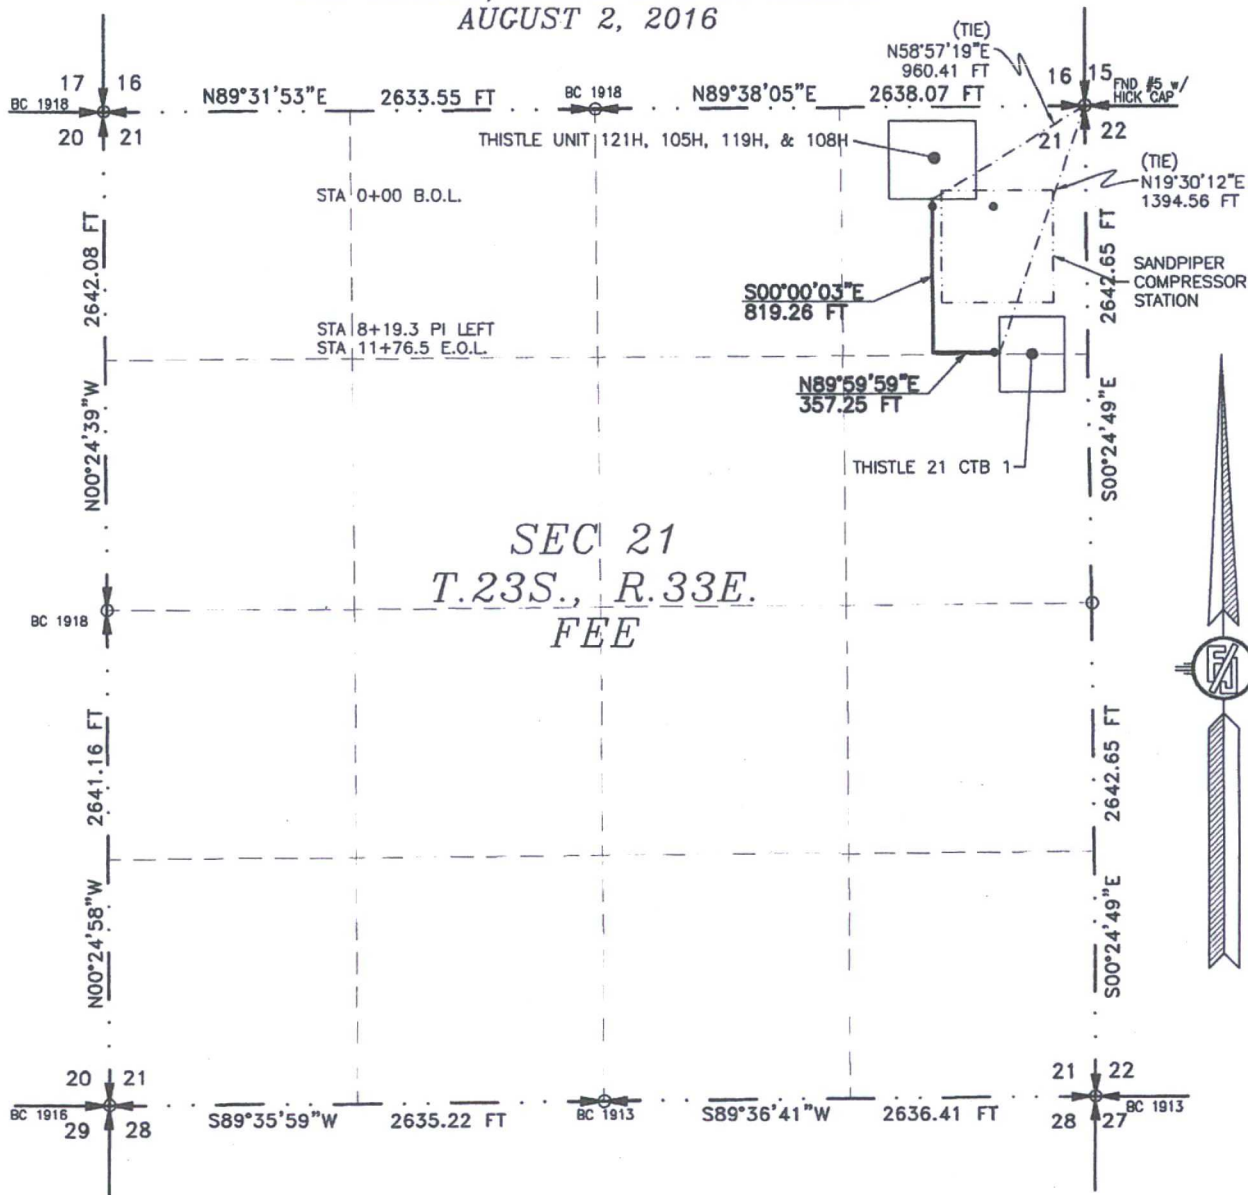 AUGUST 2, 2016
(TIE)
N58°57'19"E
960.41 FT
17 16
16 15
BC 1918
N89°31'53"E 2633.55 FT
BC 1918
N89°38'05"E 2638.07 FT
FND #5 w/
HICK CAP
20 21
21 22
THISTLE UNIT 121H, 105H, 119H, & 108H
(TIE)
N19°30'12"E
1394.56 FT
STA 0+00 B.O.L.
2642.08 FT
2642.65 FT
SANDPIPER
COMPRESSOR
STATION
S00°00'03"E
819.26 FT
STA 8+19.3 PI LEFT
STA 11+76.5 E.O.L.
N89°59'59"E
357.25 FT
N00°24'39"W
S00°24'49"E
THISTLE 21 CTB 1
SEC 21
T.23S., R.33E.
FEE
BC 1918
FJ
2641.16 FT
2642.65 FT
N00°24'58"W
S00°24'49"E
20 21
21 22
BC 1916
S89°35'59"W 2635.22 FT
BC 1913
S89°36'41"W 2636.41 FT
BC 1913
29 28
28 27